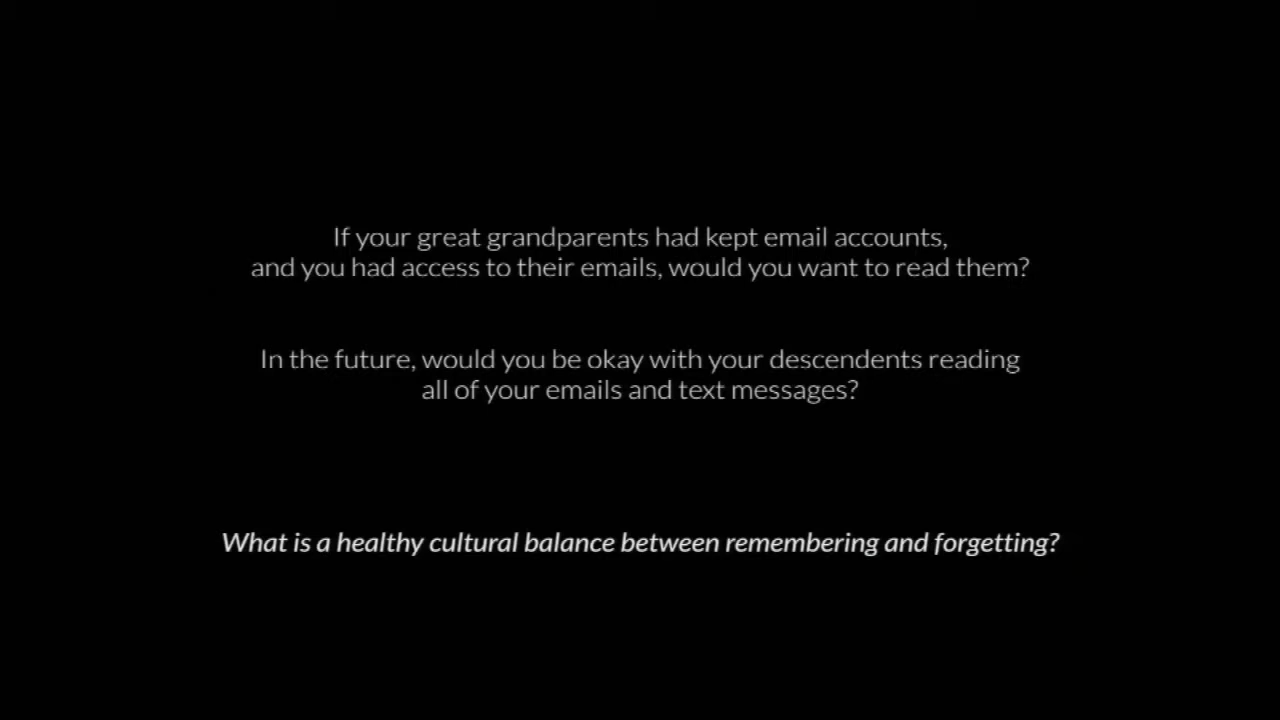 If your great grandparents had kept email accounts,
and you had access to their emails, would you want to read them?
In the future, would you be okay with your descendents reading
all of your emails and text messages?
What is a healthy cultural balance between remembering and forgetting?